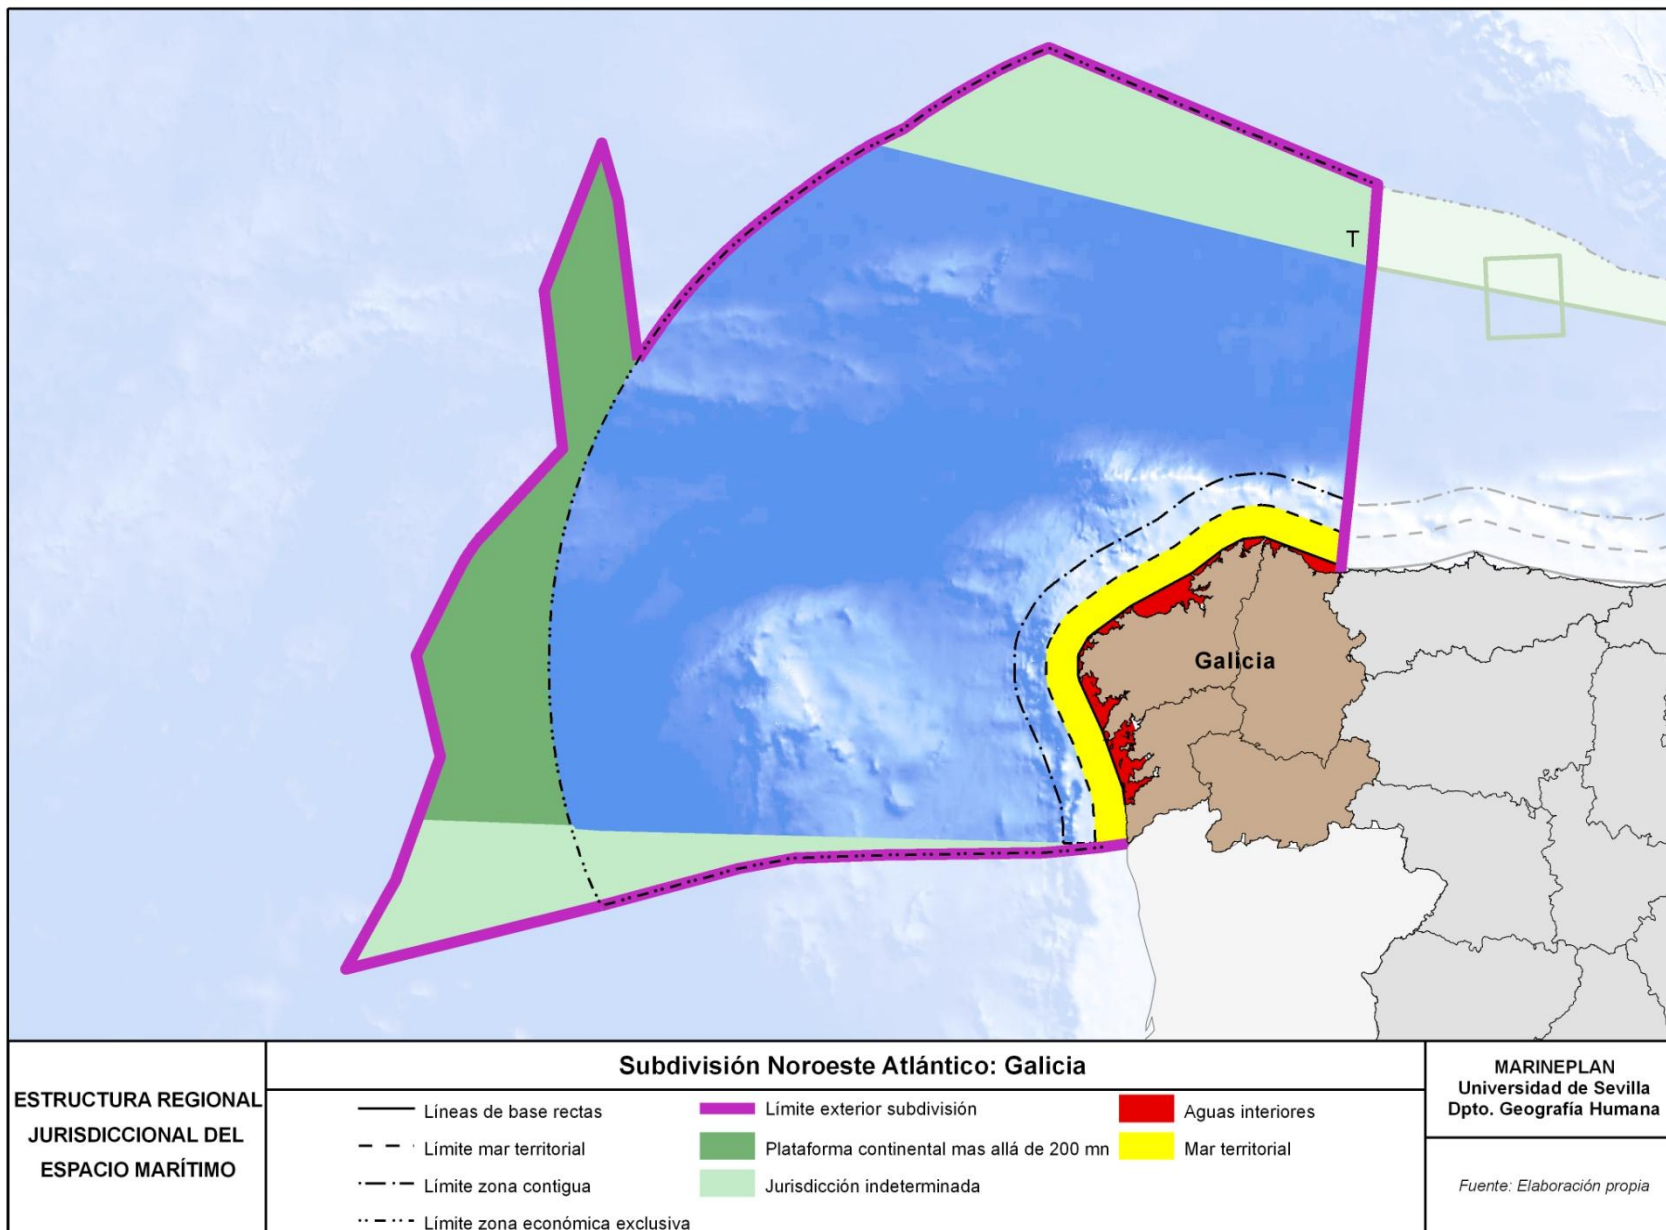 T
Galicia
ESTRUCTURA REGIONAL
JURISDICCIONAL DEL
ESPACIO MARÍTIMO
Subdivisión Noroeste Atlántico: Galicia
Líneas de base rectas
Límite mar territorial
Límite zona contigua
Límite zona económica exclusiva
Límite exterior subdivisión
Plataforma continental mas allá de 200 mn
Jurisdicción indeterminada
Aguas interiores
Mar territorial
MARINEPLAN
Universidad de Sevilla
Dpto. Geografía Humana
Fuente: Elaboración propia